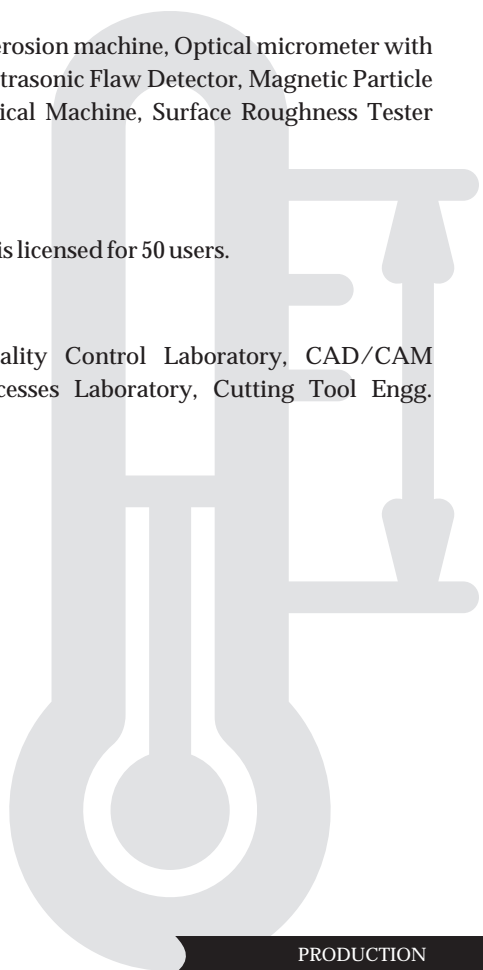 erosion machine, Optical micrometer with
trasonic Flaw Detector, Magnetic Particle
ical Machine, Surface Roughness Tester
is licensed for 50 users.
ality Control Laboratory, CAD/CAM
cesses Laboratory, Cutting Tool Engg.
PRODUCTION